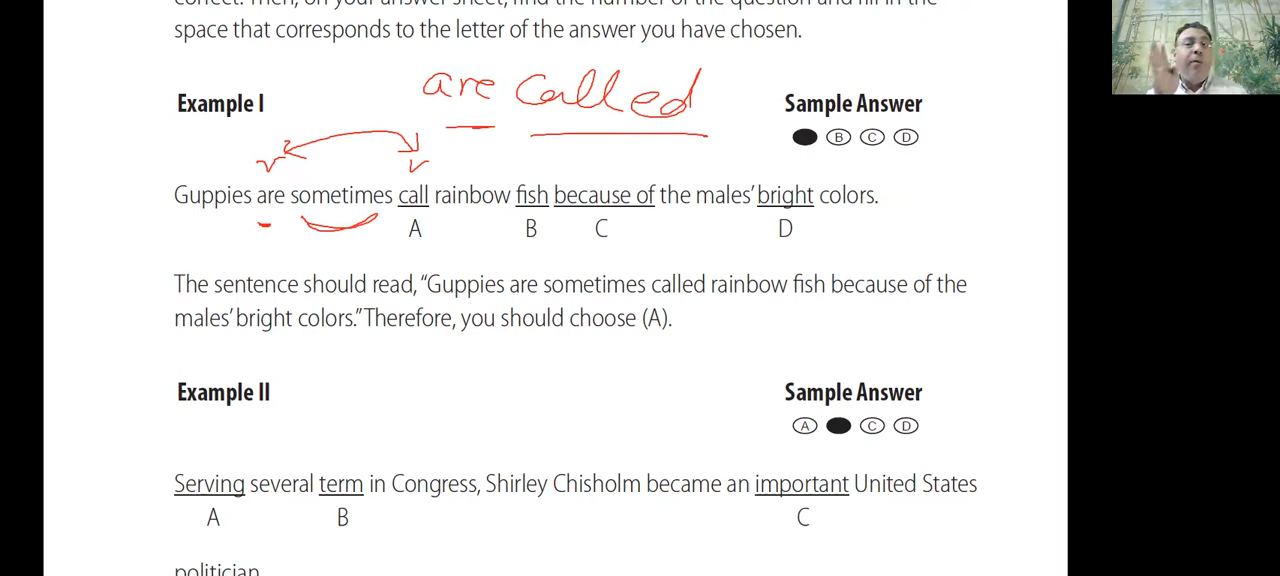 correct. Then, on your answer sheet, find the number of the question and fill in the
space that corresponds to the letter of the answer you have chosen.
are called
Example I
Sample Answer
B C D
v v
Guppies are sometimes call rainbow fish because of the males' bright colors.
A B C D
The sentence should read, “Guppies are sometimes called rainbow fish because of the
males' bright colors.” Therefore, you should choose (A).
Example II
Sample Answer
A C D
Serving several term in Congress, Shirley Chisholm became an important United States
A B C
politician